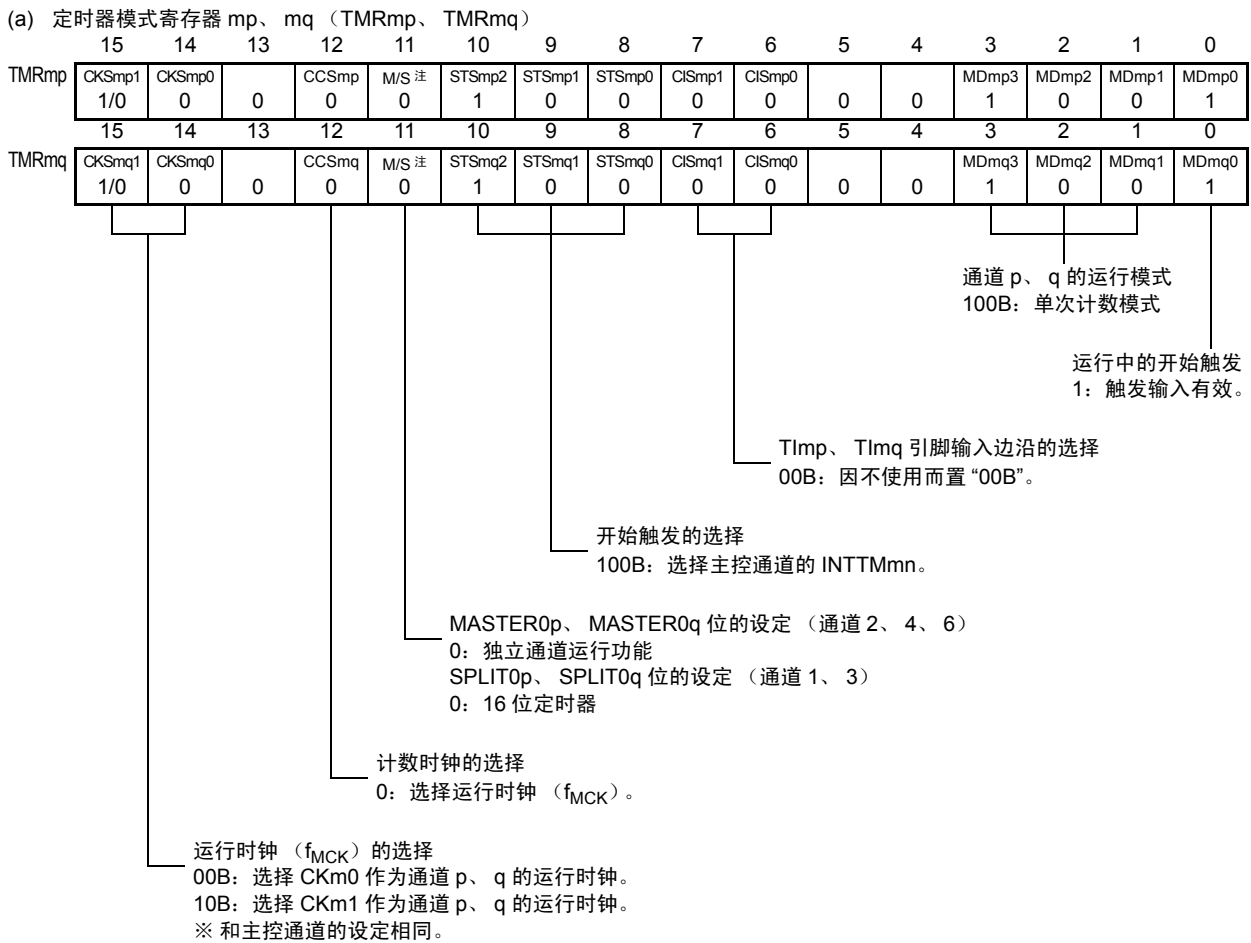 (a) 定时器模式寄存器 mp、 mq （TMRmp、 TMRmq）
15 14 13 12 11 10 9 8 7 6 5 4 3 2 1 0
TMRmp CKSmp1 CKSmp0 CCSmp M/S 注 STSmp2 STSmp1 STSmp0 CISmp1 CISmp0 MDmp3 MDmp2 MDmp1 MDmp0
1/0 0 0 0 0 1 0 0 0 0 0 0 1 0 0 1
15 14 13 12 11 10 9 8 7 6 5 4 3 2 1 0
TMRmq CKSmq1 CKSmq0 CCSmq M/S 注 STSmq2 STSmq1 STSmq0 CISmq1 CISmq0 MDmq3 MDmq2 MDmq1 MDmq0
1/0 0 0 0 0 1 0 0 0 0 0 0 1 0 0 1
通道 p、 q 的运行模式
100B：单次计数模式
运行中的开始触发
1：触发输入有效。
TImp、 TImq 引脚输入边沿的选择
00B：因不使用而置 “00B”。
开始触发的选择
100B：选择主控通道的 INTTMmn。
MASTER0p、 MASTER0q 位的设定 （通道 2、 4、 6）
0：独立通道运行功能
SPLIT0p、 SPLIT0q 位的设定 （通道 1、 3）
0：16 位定时器
计数时钟的选择
0：选择运行时钟 （fMCK）。
运行时钟 （fMCK）的选择
00B：选择 CKm0 作为通道 p、 q 的运行时钟。
10B：选择 CKm1 作为通道 p、 q 的运行时钟。
※ 和主控通道的设定相同。